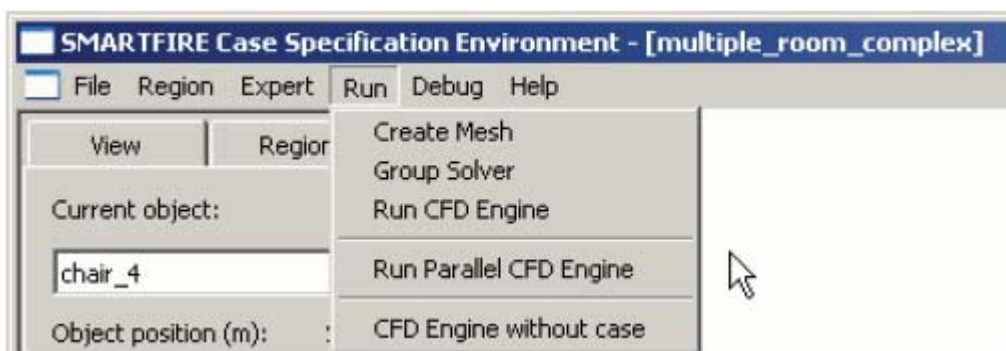 SMARTFIRE Case Specification Environment - [multiple_room_complex]
File Region Expert Run Debug Help
View
Current object:
chair_4
Object position (m):
Create Mesh
Group Solver
Run CFD Engine
Run Parallel CFD Engine
CFD Engine without case